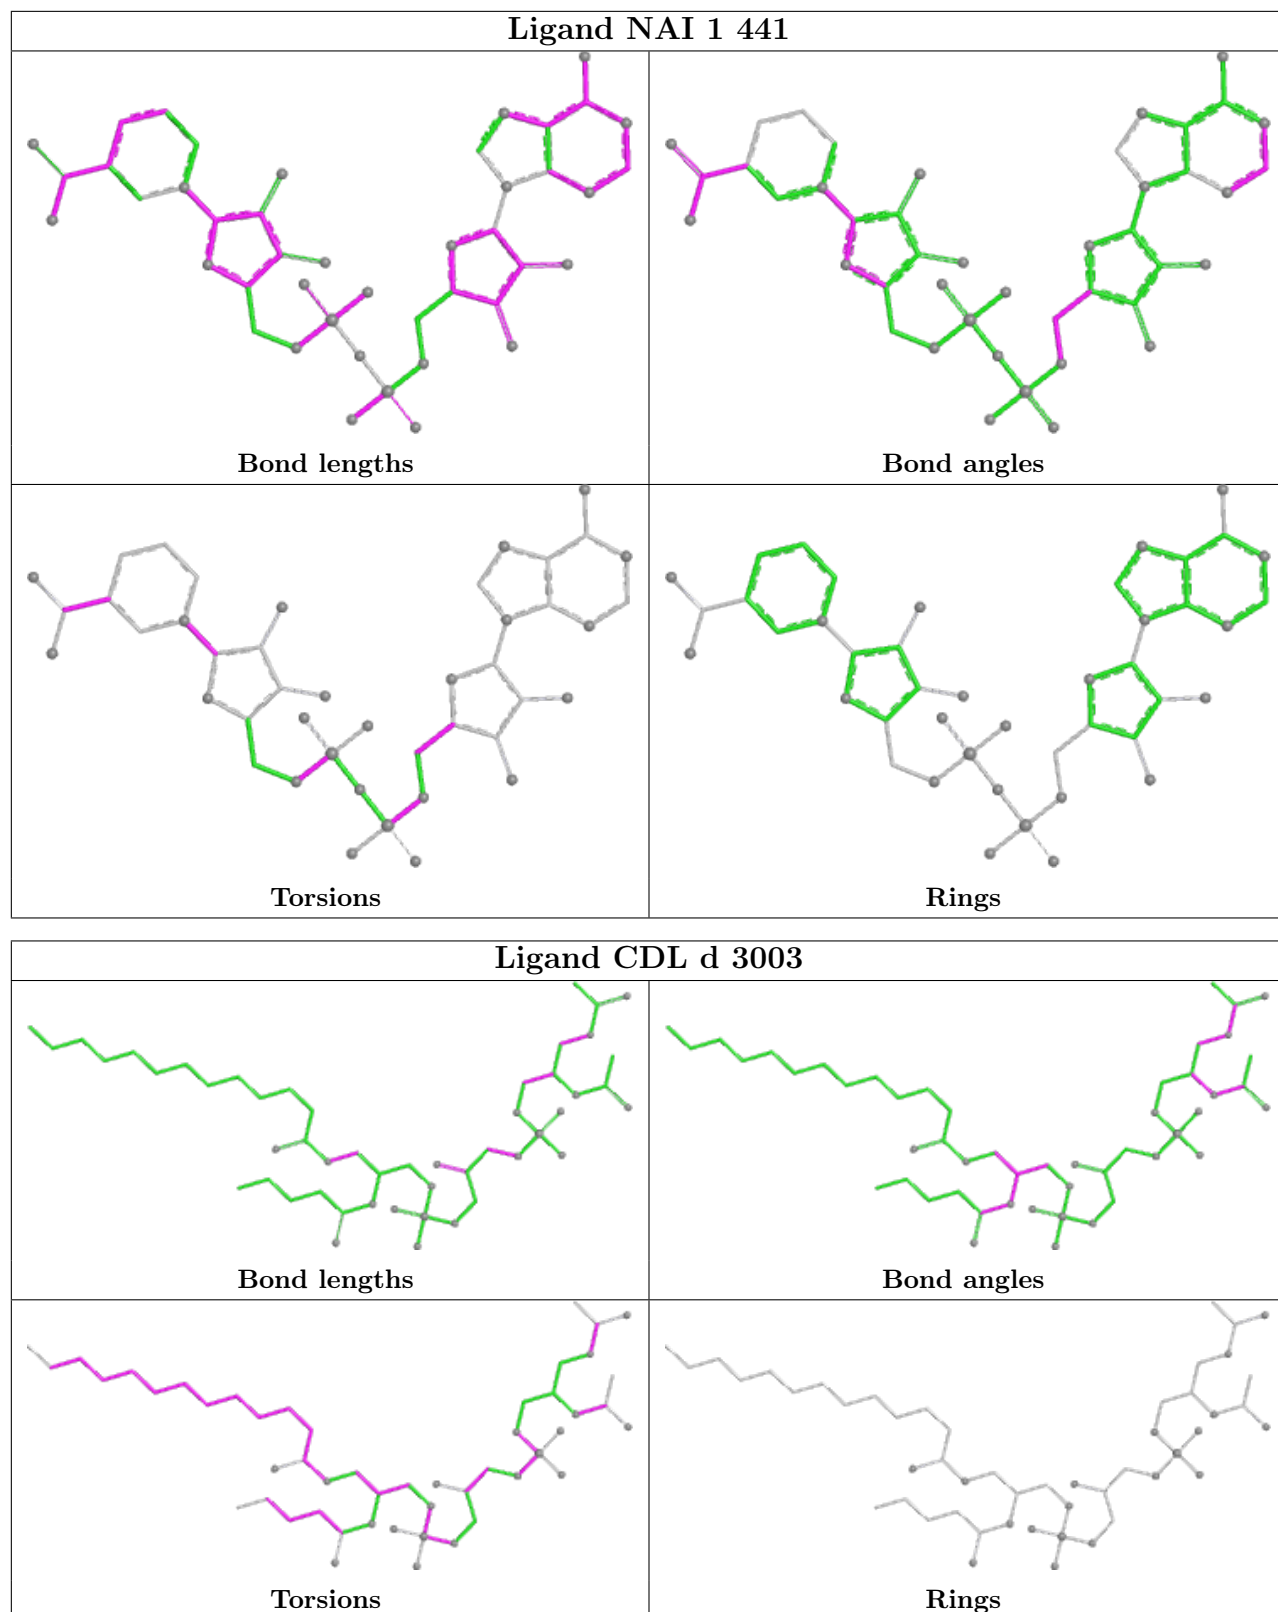 Ligand NAI 1 441
Bond lengths
Bond angles
Torsions
Rings
Ligand CDL d 3003
Bond lengths
Bond angles
Torsions
Rings